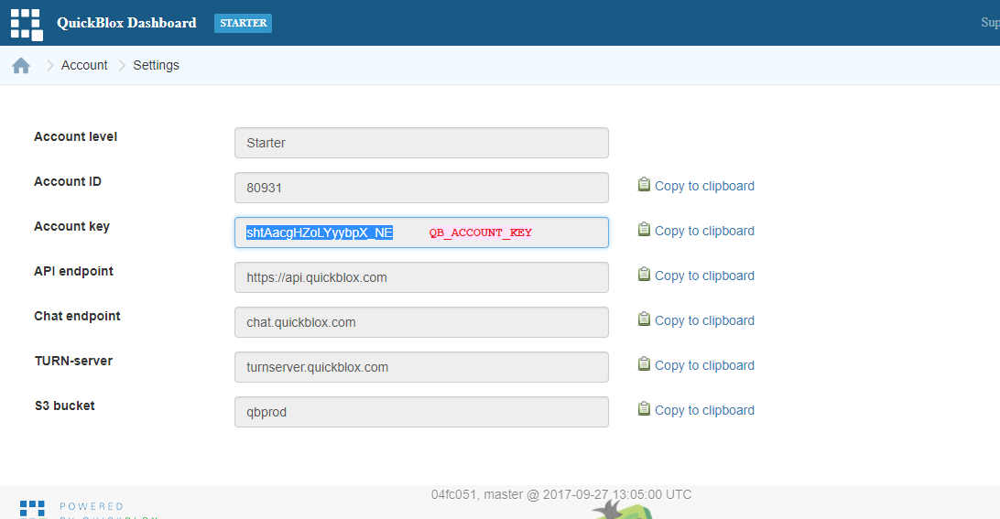 QuickBlox Dashboard STARTER Sup
Account Settings
Account level Starter
Account ID 80931 Copy to clipboard
Account key shtAacgHZoLYyybpX_NE QB_ACCOUNT_KEY Copy to clipboard
API endpoint https://api.quickblox.com Copy to clipboard
Chat endpoint chat.quickblox.com Copy to clipboard
TURN-server turnserver.quickblox.com Copy to clipboard
S3 bucket qbprod Copy to clipboard
04fc051, master @ 2017-09-27 13:05:00 UTC
POWERED
BY QUICKBLOX